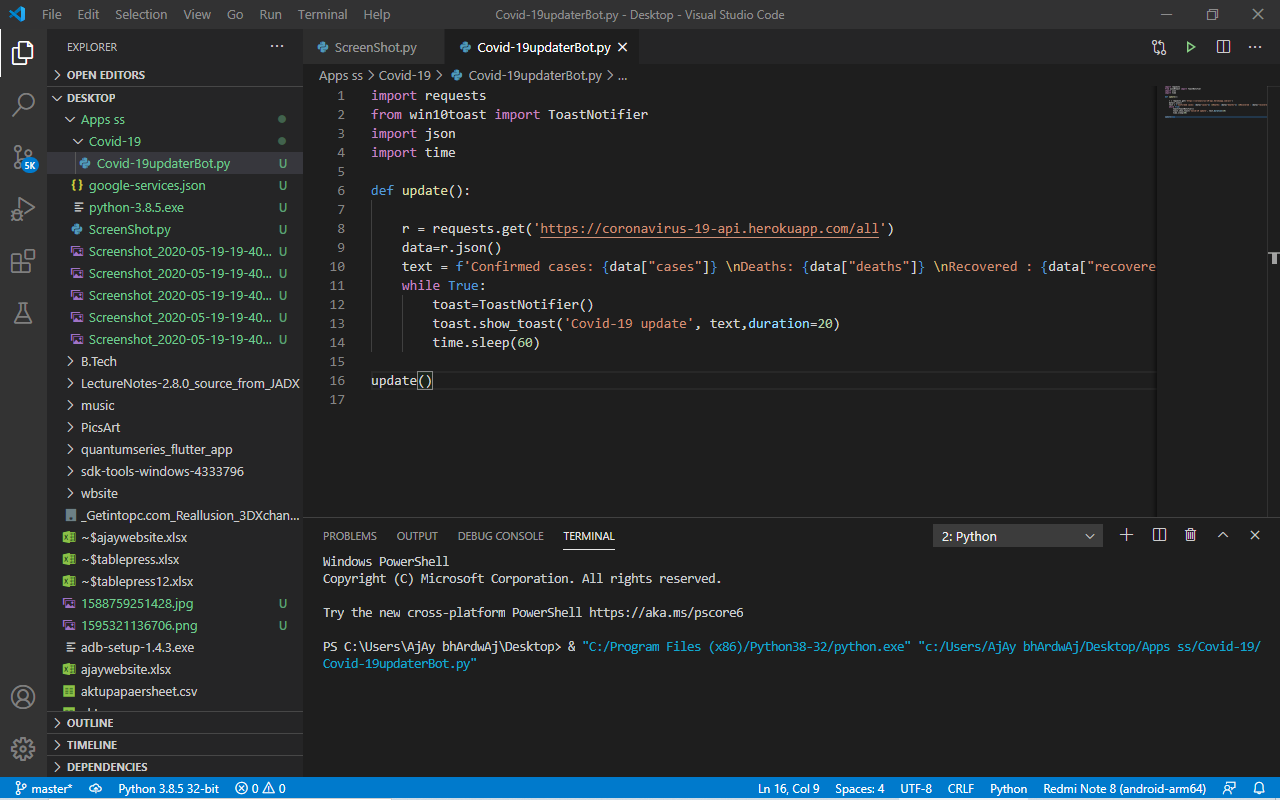 File Edit Selection View Go Run Terminal Help Covid-19updaterBot.py - Desktop - Visual Studio Code
EXPLORER ...
OPEN EDITORS
DESKTOP
Apps ss
Covid-19
Covid-19updaterBot.py U
google-services.json U
python-3.8.5.exe U
ScreenShot.py U
Screenshot_2020-05-19-19-40... U
Screenshot_2020-05-19-19-40... U
Screenshot_2020-05-19-19-40... U
Screenshot_2020-05-19-19-40... U
Screenshot_2020-05-19-19-40... U
B.Tech
LectureNotes-2,8.0_source_from_JADX
music
PicsArt
quantumseries_flutter_app
sdk-tools-windows-4333796
wbsite
_Getintopc.com_Reallusion_3DXchan...
~$ajaywebsite.xlsx
~$tablepress.xlsx
~$tablepress12.xlsx
1588759251428.jpg U
1595321136706.png U
adb-setup-1.4.3.exe
ajaywebsite.xlsx
aktupapaersheet.csv
OUTLINE
TIMELINE
DEPENDENCIES
5K
ScreenShot.py Covid-19updaterBot.py
Apps ss > Covid-19 > Covid-19updaterBot.py > ...
1 import requests
2 from win10toast import ToastNotifier
3 import json
4 import time
5
6 def update():
7
8 r = requests.get('https://coronavirus-19-api.herokuapp.com/all')
9 data=r.json()
10 text = f'Confirmed cases: {data["cases"]} \nDeaths: {data["deaths"]} \nRecovered : {data["recovere
11 while True:
12 toast=ToastNotifier()
13 toast.show_toast('Covid-19 update', text,duration=20)
14 time.sleep(60)
15
16 update()
17
PROBLEMS OUTPUT DEBUG CONSOLE TERMINAL 2: Python
Windows PowerShell
Copyright (C) Microsoft Corporation. All rights reserved.
Try the new cross-platform PowerShell https://aka.ms/pscore6
PS C:\Users\AjAy bhArdwAj\Desktop> & "C:/Program Files (x86)/Python38-32/python.exe" "c:/Users/AjAy bhArdwAj/Desktop/Apps ss/Covid-19/
Covid-19updaterBot.py"
master* Python 3.8.5 32-bit 0 0 Ln 16, Col 9 Spaces: 4 UTF-8 CRLF Python Redmi Note 8 (android-arm64)